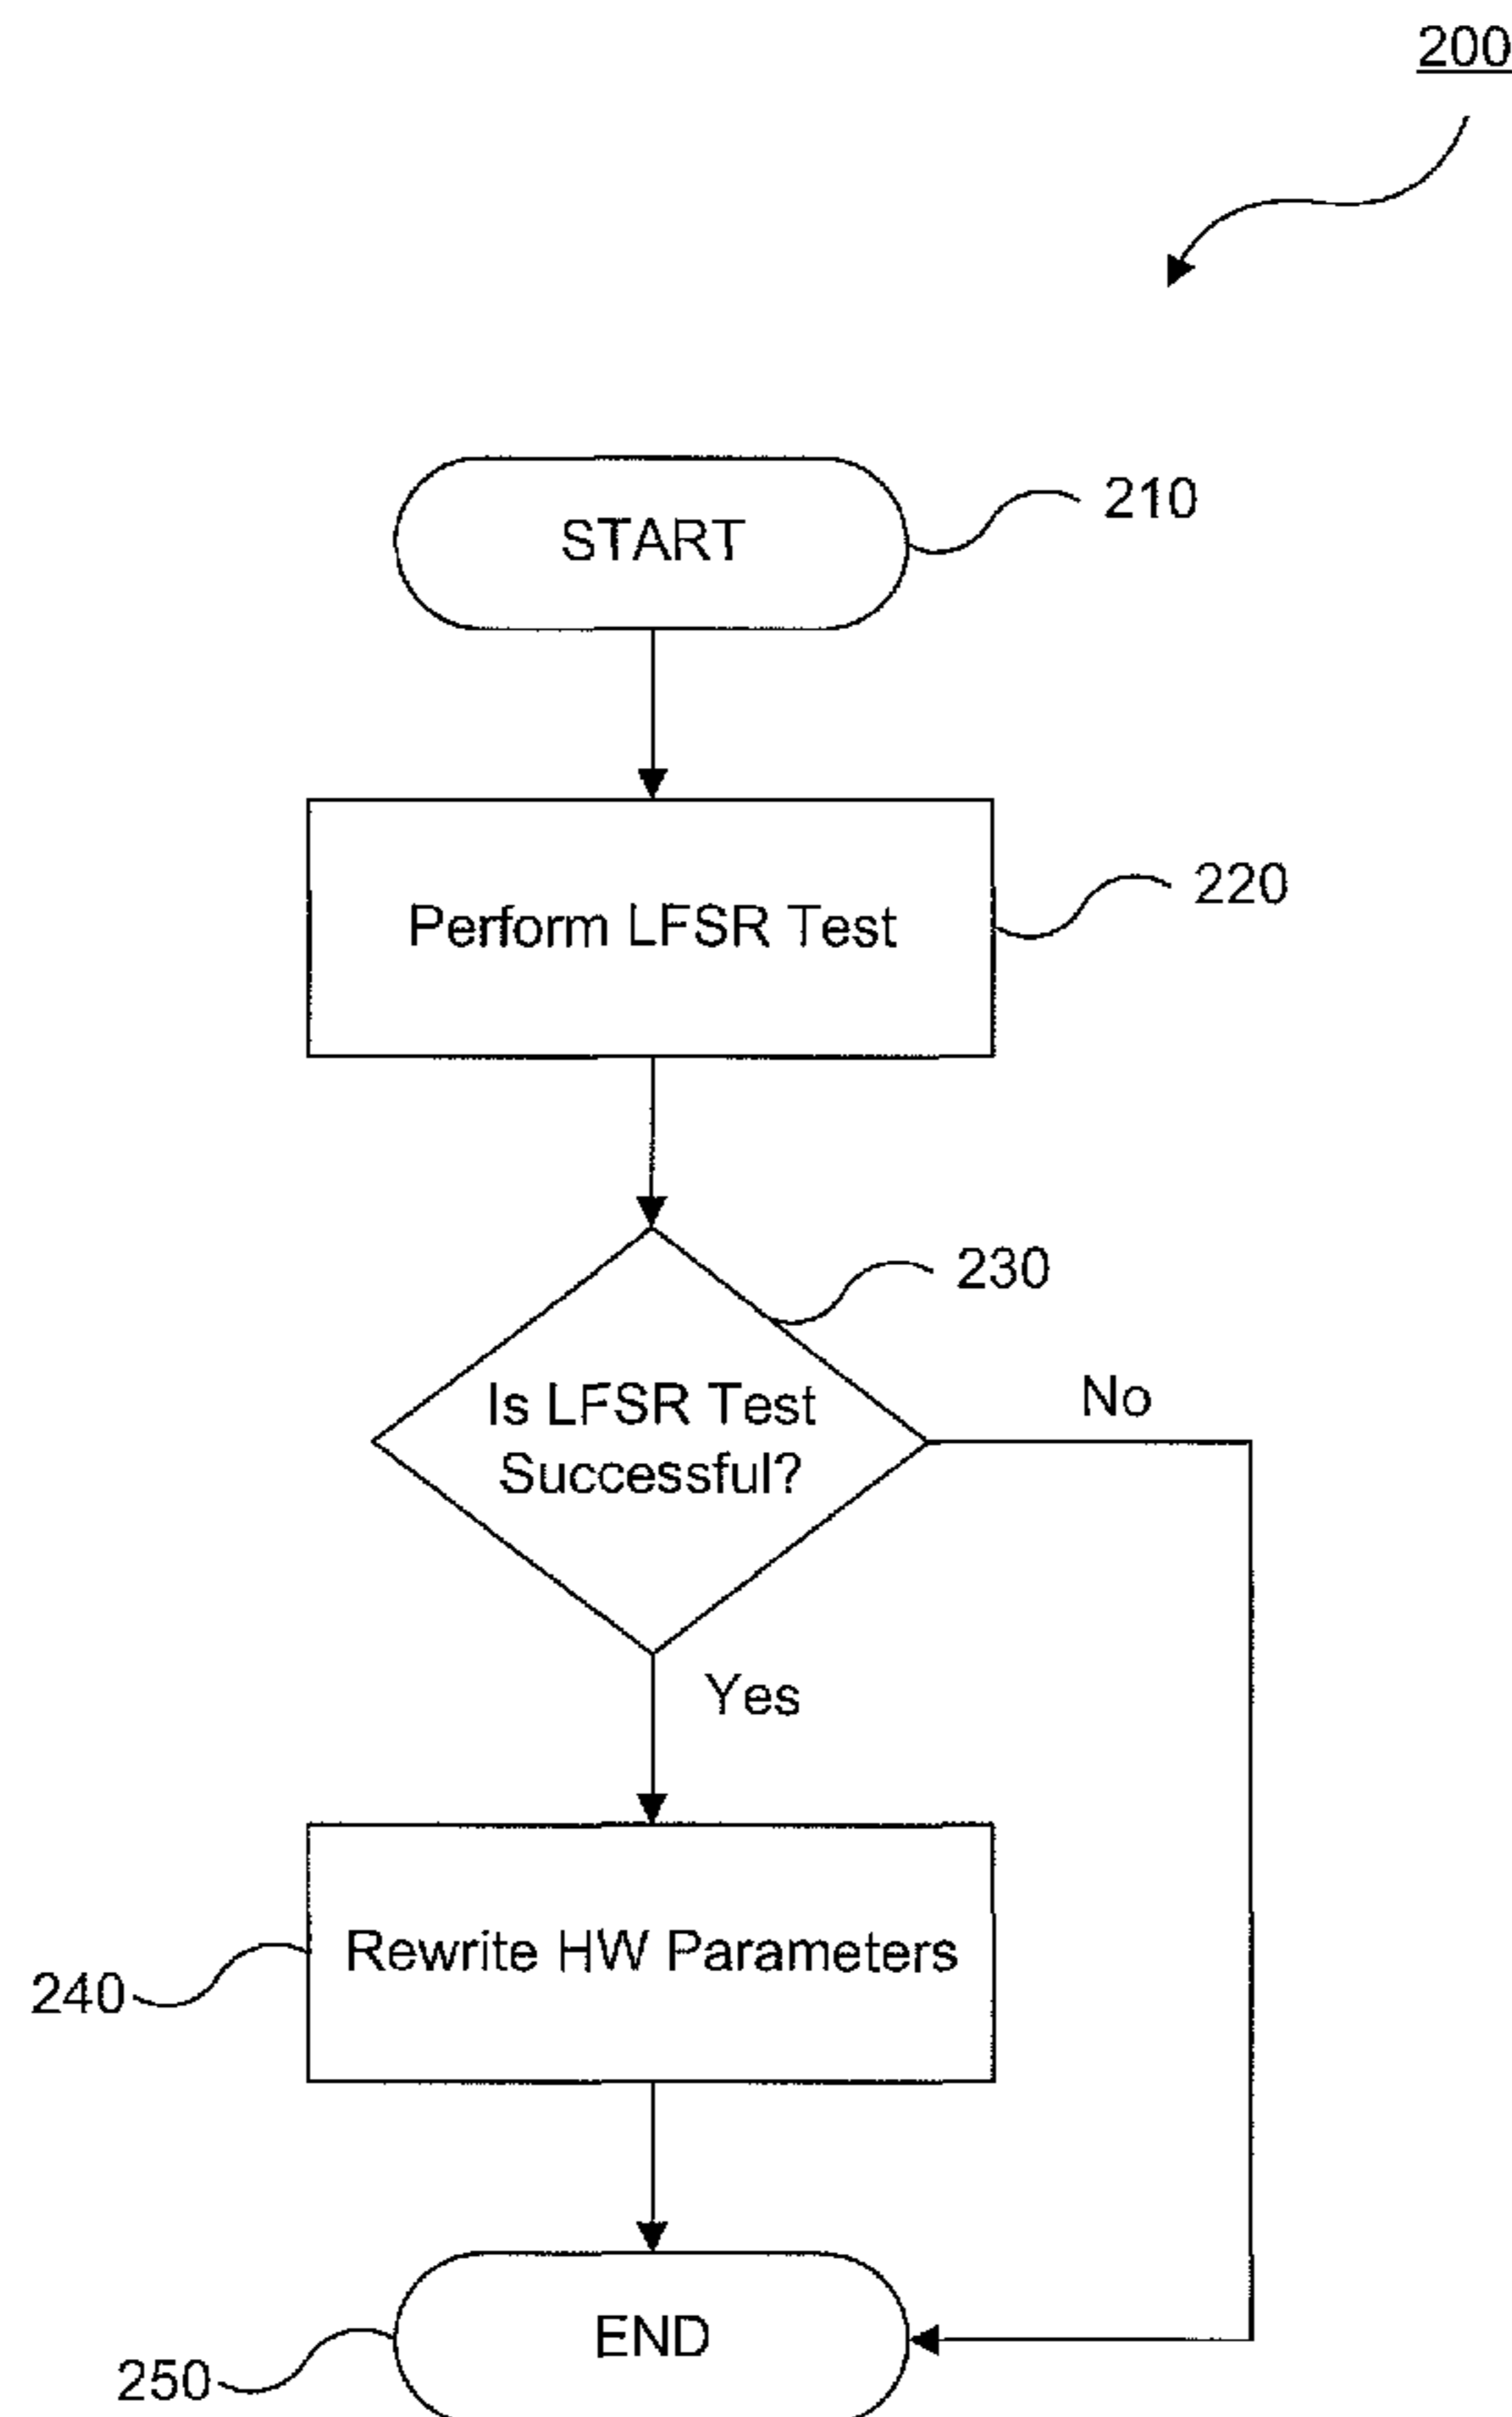 200
START
210
Perform LFSR Test
220
230
Is LFSR Test
Successful?
No
Yes
Rewrite HW Parameters
240
END
250